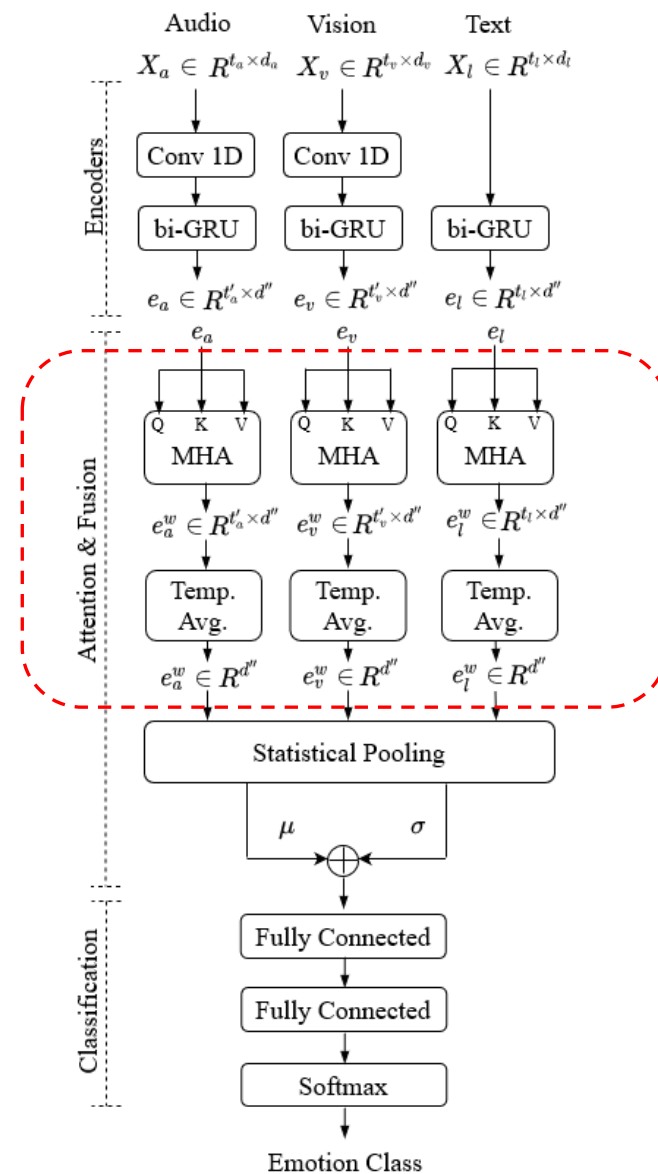 Audio Vision Text
X_a ∈ R^{t_a×d_a} X_v ∈ R^{t_v×d_v} X_l ∈ R^{t_l×d_l}
Encoders
Conv 1D Conv 1D
bi-GRU bi-GRU bi-GRU
e_a ∈ R^{t'_a×d''} e_v ∈ R^{t'_v×d''} e_l ∈ R^{t_l×d''}
Attention & Fusion
e_a e_v e_l
Q K V Q K V Q K V
MHA MHA MHA
e_a^w ∈ R^{t'_a×d''} e_v^w ∈ R^{t'_v×d''} e_l^w ∈ R^{t_l×d''}
Temp. Temp. Temp.
Avg. Avg. Avg.
e_a^w ∈ R^{d''} e_v^w ∈ R^{d''} e_l^w ∈ R^{d''}
Statistical Pooling
μ σ
Classification
Fully Connected
Fully Connected
Softmax
Emotion Class